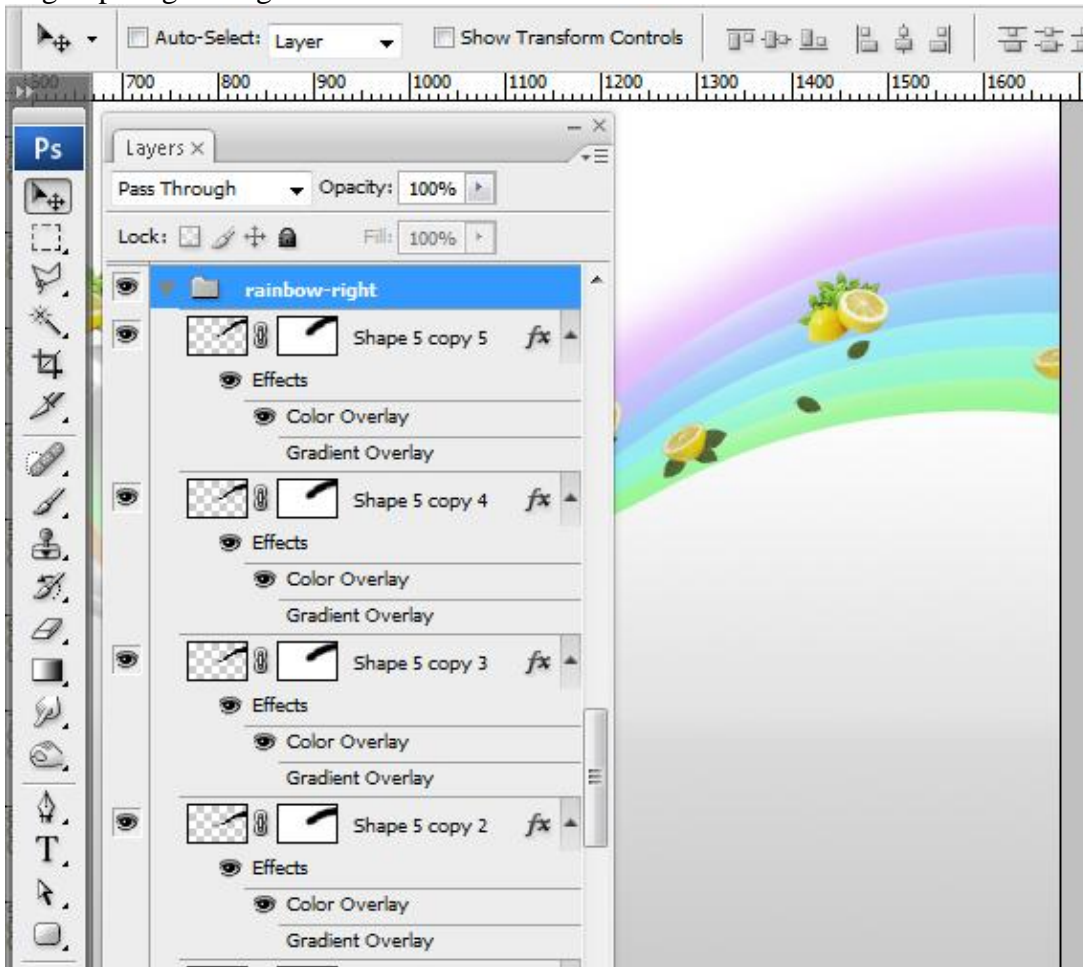 Auto-Select: Layer Show Transform Controls
700 800 900 1000 1100 1200 1300 1400 1500 1600
Ps
Layers ×
Pass Through Opacity: 100%
Lock: Fill: 100%
rainbow-right
Shape 5 copy 5 fx
Effects
Color Overlay
Gradient Overlay
Shape 5 copy 4 fx
Effects
Color Overlay
Gradient Overlay
Shape 5 copy 3 fx
Effects
Color Overlay
Gradient Overlay
Shape 5 copy 2 fx
Effects
Color Overlay
Gradient Overlay
T